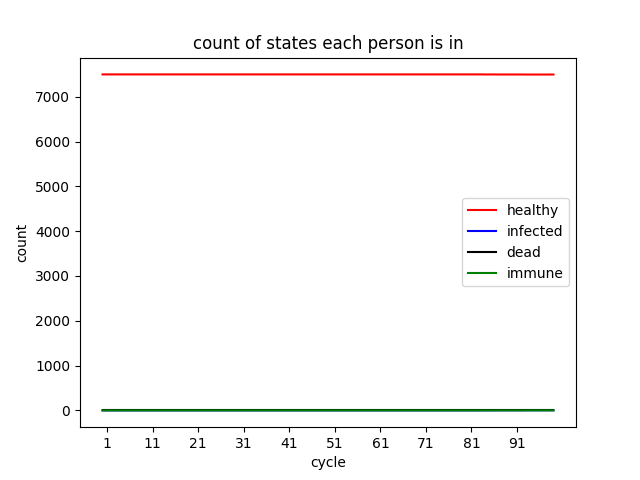 count of states each person is in
7000
6000
5000
4000
3000
2000
1000
0
count
healthy
infected
dead
immune
1 11 21 31 41 51 61 71 81 91
cycle